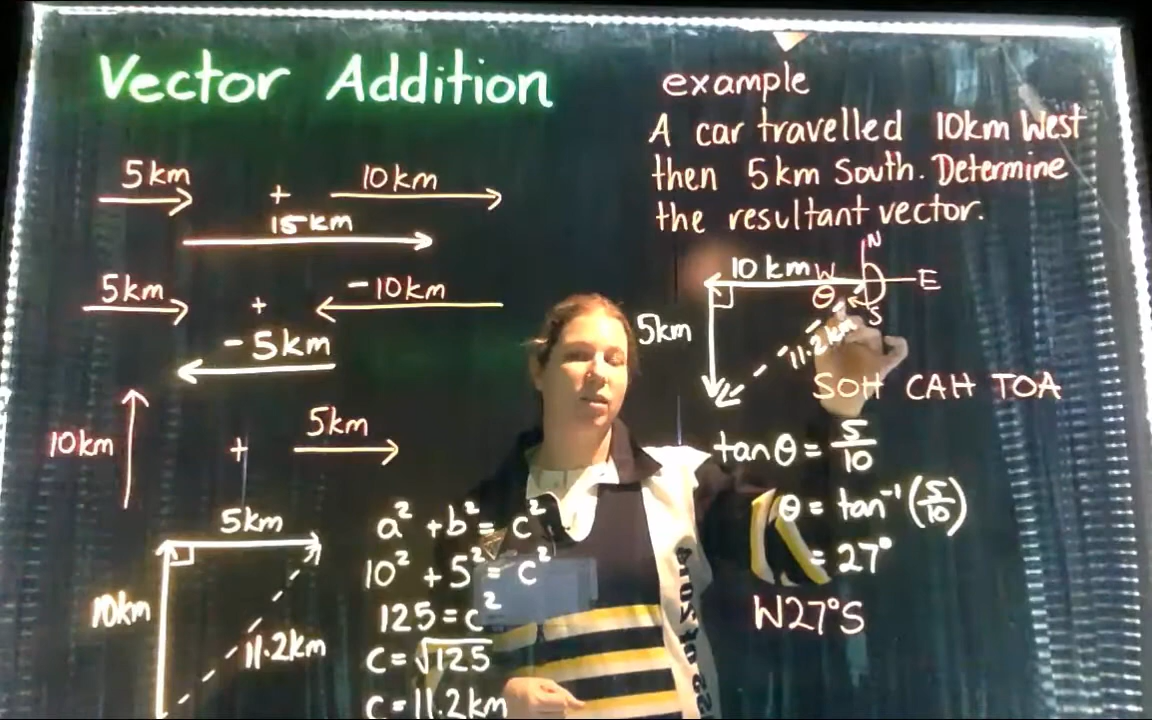 Vector Addition
5km + 10km
15km
5km + -10km
-5km
10km + 5km
5km
10km
11.2km
a² + b² = c²
10² + 5² = c²
125 = c²
c = √125
c = 11.2km
example
A car travelled 10km West
then 5km South. Determine
the resultant vector.
N
10km W E
θ S
5km
11.2km
SOH CAH TOA
tanθ = 5/10
θ = tan⁻¹(5/10)
= 27°
W27°S